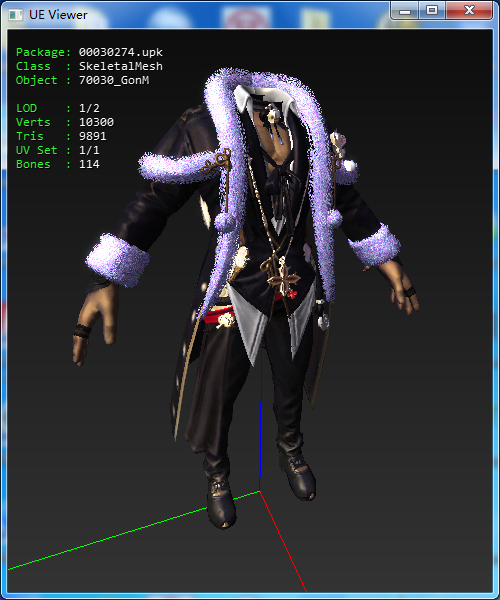 UE Viewer
Package: 00030274.upk
Class : SkeletalMesh
Object : 70030_GonM
LOD : 1/2
Verts : 10300
Tris : 9891
UV Set : 1/1
Bones : 114